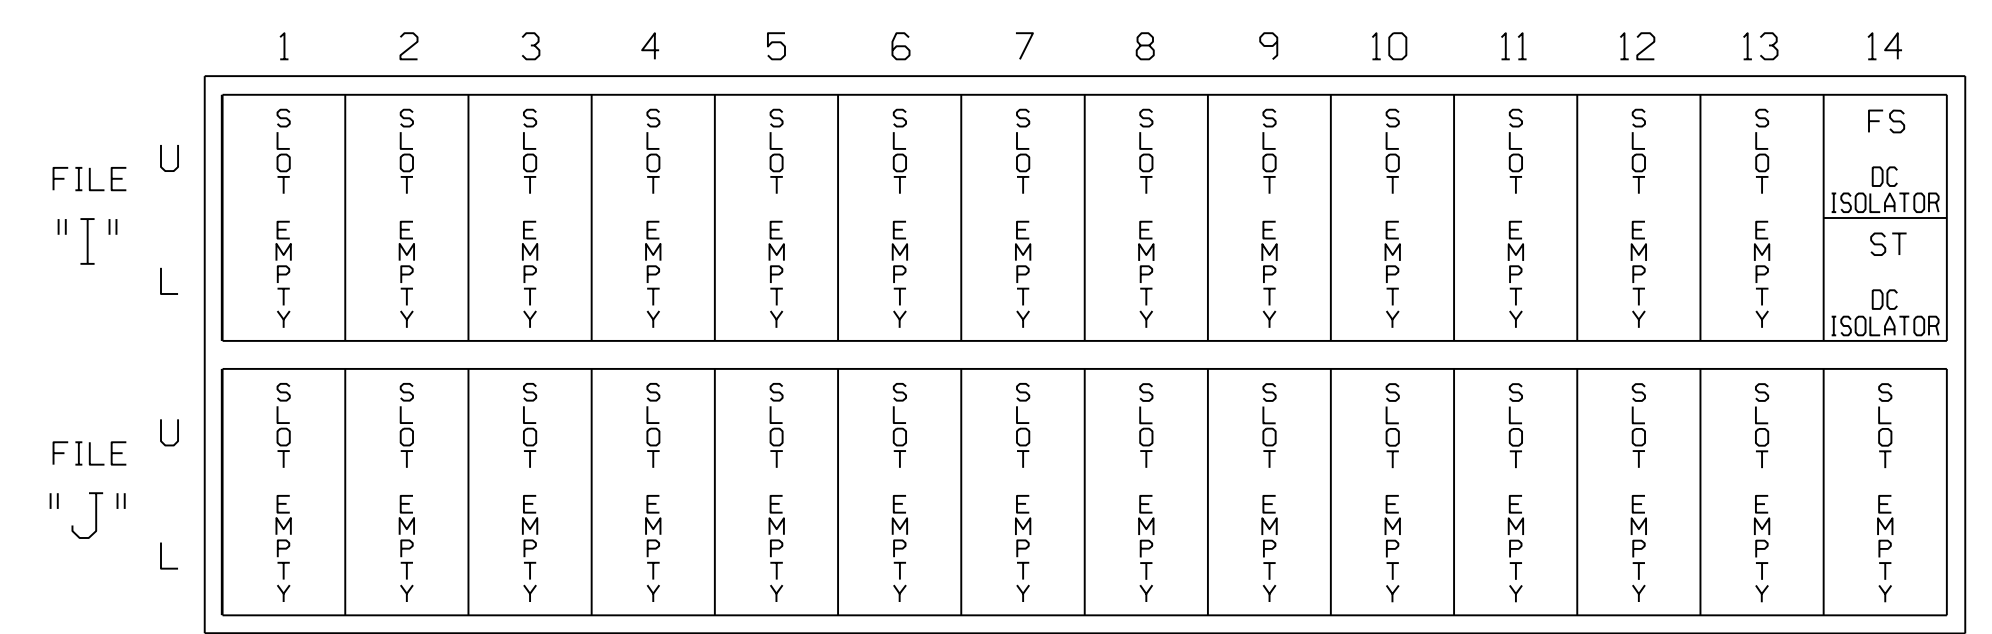 1 2 3 4 5 6 7 8 9 10 11 12 13 14
FILE "I"
U
L
SLOT EMPTY SLOT EMPTY SLOT EMPTY SLOT EMPTY SLOT EMPTY SLOT EMPTY SLOT EMPTY SLOT EMPTY SLOT EMPTY SLOT EMPTY SLOT EMPTY SLOT EMPTY SLOT EMPTY
FS
DC
ISOLATOR
ST
DC
ISOLATOR
FILE "J"
U
L
SLOT EMPTY SLOT EMPTY SLOT EMPTY SLOT EMPTY SLOT EMPTY SLOT EMPTY SLOT EMPTY SLOT EMPTY SLOT EMPTY SLOT EMPTY SLOT EMPTY SLOT EMPTY SLOT EMPTY SLOT EMPTY